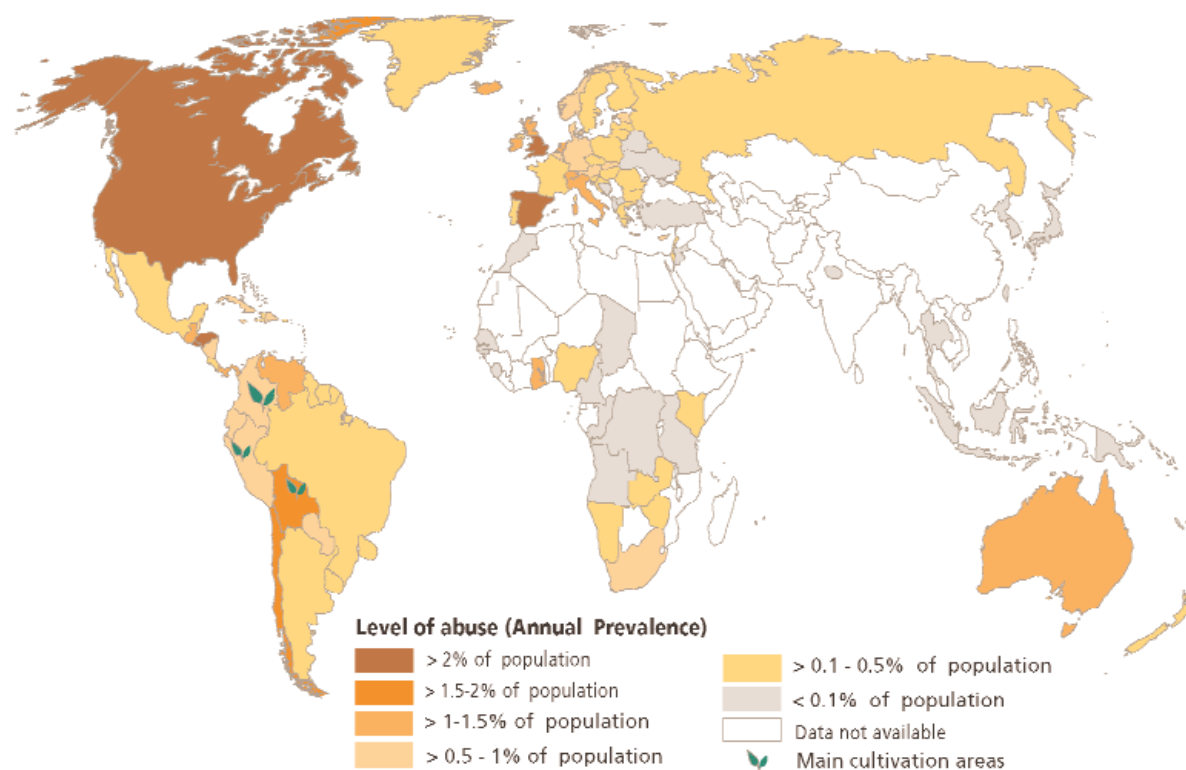 Level of abuse (Annual Prevalence)
> 2% of population
> 1.5-2% of population
> 1-1.5% of population
> 0.5 - 1% of population
> 0.1 - 0.5% of population
< 0.1% of population
Data not available
Main cultivation areas